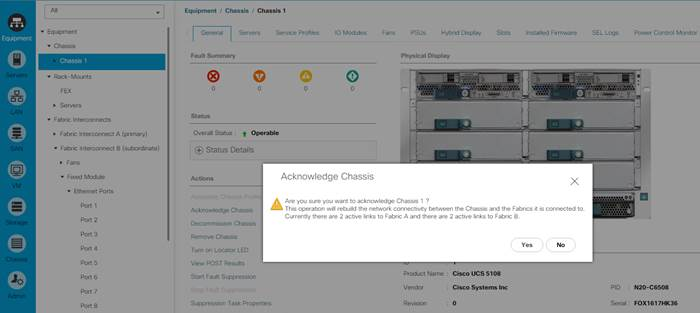 All
Equipment / Chassis / Chassis 1
Equipment
Servers
LAN
SAN
VM
Storage
Chassis
Admin
Equipment
Chassis
Chassis 1
Rack-Mounts
FEX
Servers
Fabric Interconnects
Fabric Interconnect A (primary)
Fabric Interconnect B (subordinate)
Fans
Fixed Module
Ethernet Ports
Port 1
Port 2
Port 3
Port 4
Port 5
Port 6
Port 7
Port 8
General Servers Service Profiles IO Modules Fans PSUs Hybrid Display Slots Installed Firmware SEL Logs Power Control Monitor
Fault Summary
0 0 0 0
Status
Overall Status : Operable
Status Details
Actions
Acknowledge Chassis
Decommission Chassis
Remove Chassis
Turn on Locator LED
View POST Results
Start Fault Suppression
Stop Fault Suppression
Suppression Task Properties
Physical Display
Acknowledge Chassis
Are you sure you want to acknowledge Chassis 1 ?
This operation will rebuild the network connectivity between the Chassis and the Fabrics it is connected to.
Currently there are 2 active links to Fabric A and there are 2 active links to Fabric B.
Yes No
Product Name : Cisco UCS 5108
Vendor : Cisco Systems Inc PID : N20-C6508
Revision : 0 Serial : FOX1617HK36